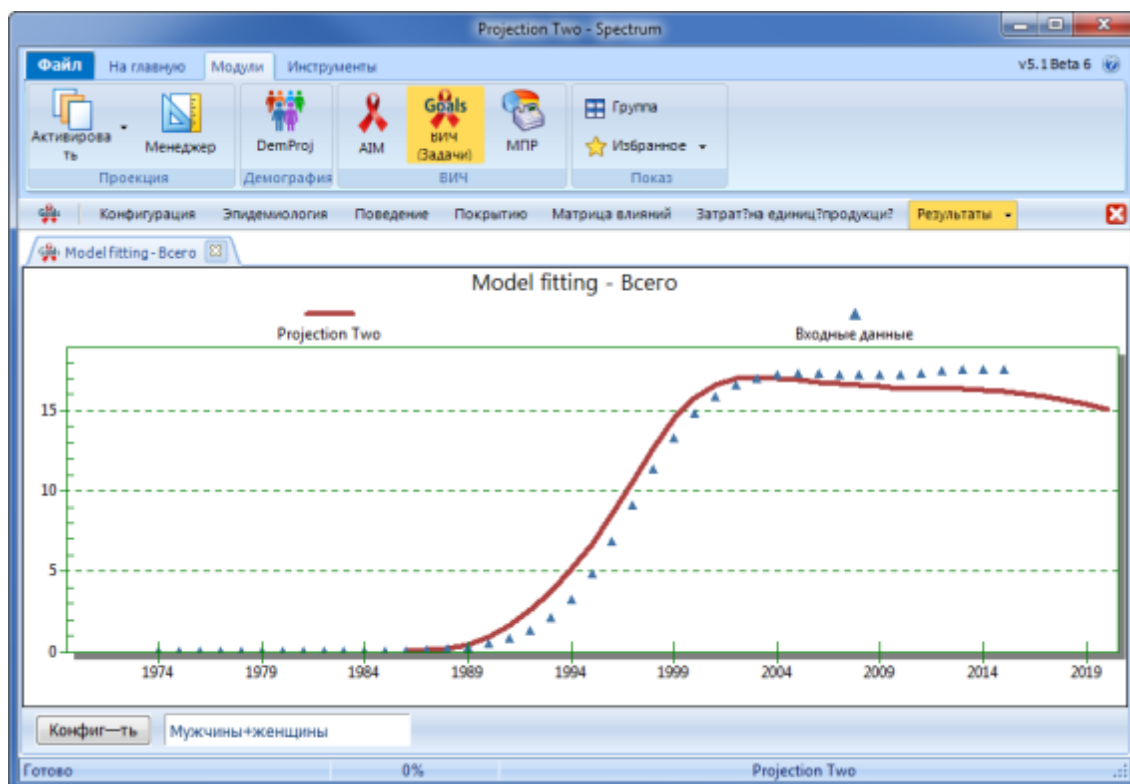 Projection Two - Spectrum
Файл На главную Модули Инструменты v5.1 Beta 6
Активирова
ть
Менеджер
DemProj
AIM
Goals
ВИЧ
(Задачи)
МПР
Группа
Избранное
Проекция Демография ВИЧ Показ
Конфигурация Эпидемиология Поведение Покрытию Матрица влияний Затрат?на единиц?продукци? Результаты
Model fitting - Всего
Model fitting - Всего
Projection Two Входные данные
15
10
5
0
1974 1979 1984 1989 1994 1999 2004 2009 2014 2019
Конфиг—ть Мужчины+женщины
Готово 0% Projection Two